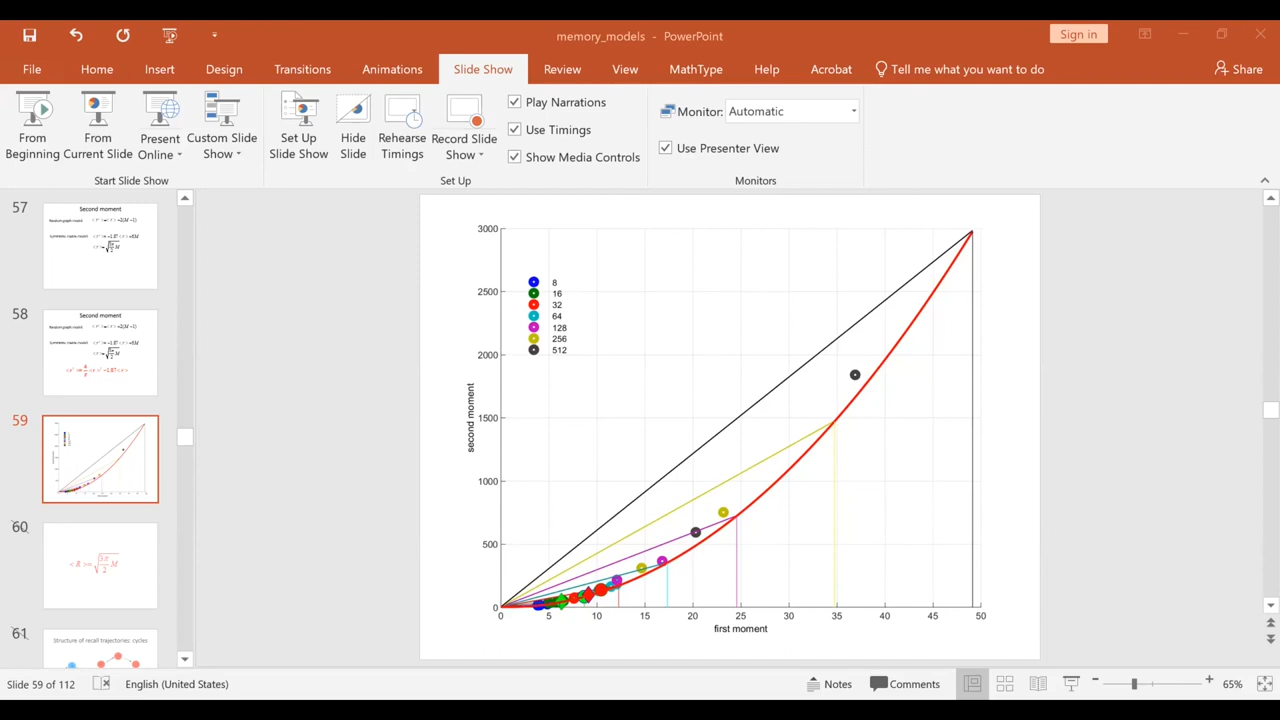 memory_models - PowerPoint
Sign in
File Home Insert Design Transitions Animations Slide Show Review View MathType Help Acrobat Tell me what you want to do Share
From Beginning
From Current Slide
Present Online
Custom Slide Show
Set Up Slide Show
Hide Slide
Rehearse Timings
Record Slide Show
Play Narrations
Use Timings
Show Media Controls
Monitor: Automatic
Use Presenter View
Start Slide Show
Set Up
Monitors
57
Second moment
58
Second moment
59
60
61
Structure of recall trajectories: cycles
3000
2500
2000
1500
1000
500
0
second moment
8
16
32
64
128
256
512
0 5 10 15 20 25 30 35 40 45 50
first moment
Slide 59 of 112
English (United States)
Notes
Comments
65%